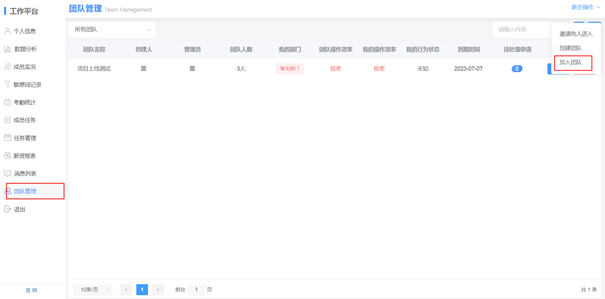 工作平台
个人信息
数据分析
成员实况
敏感词记录
考勤统计
成员任务
任务管理
薪资报表
消息列表
团队管理
退出
官网
团队管理 Team Management
更多操作
所有团队
请输入内容
邀请他人进入
创建团队
加入团队
团队名称 创建人 管理员 团队人数 我的部门 团队操作效率 我的操作效率 我的行为状态 到期时间 待处理申请
项目上线测试 雷 雷 3人 暂无部门 极差 极差 未知 2023-07-07 0
10条/页 1 前往 1 页 共 1 条